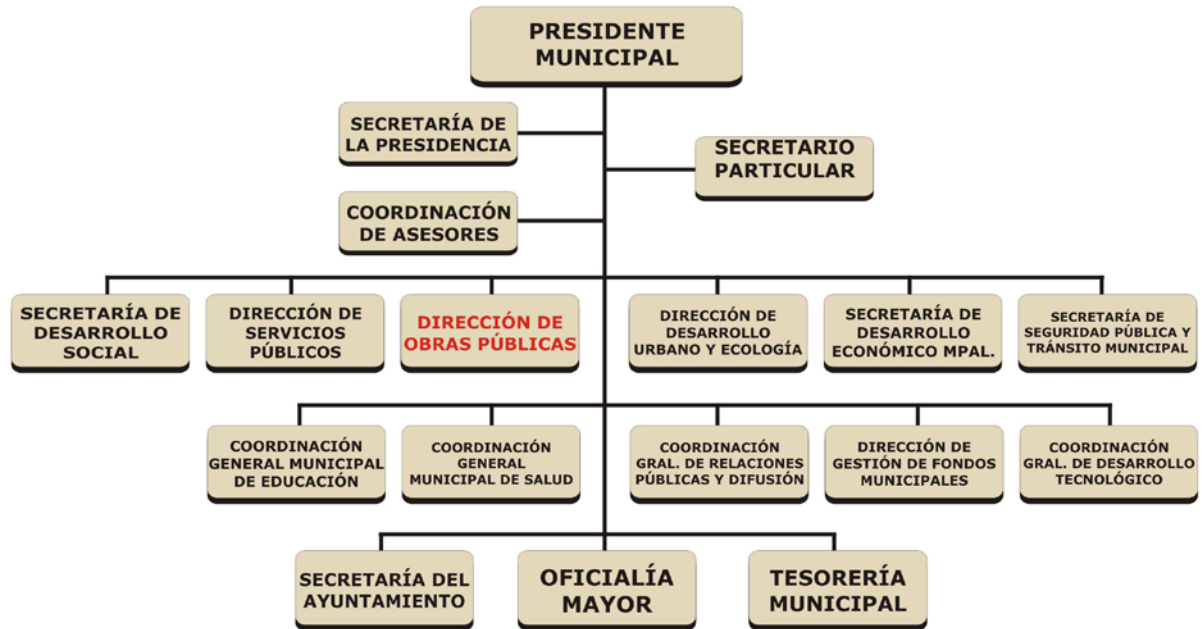 PRESIDENTE
MUNICIPAL
SECRETARÍA DE
LA PRESIDENCIA
SECRETARIO
PARTICULAR
COORDINACIÓN
DE ASESORES
SECRETARÍA DE
DESARROLLO
SOCIAL
DIRECCIÓN DE
SERVICIOS
PÚBLICOS
DIRECCIÓN DE
OBRAS PÚBLICAS
DIRECCIÓN DE
DESARROLLO
URBANO Y ECOLOGÍA
SECRETARÍA DE
DESARROLLO
ECONÓMICO MPAL.
SECRETARÍA DE
SEGURIDAD PÚBLICA Y
TRÁNSITO MUNICIPAL
COORDINACIÓN
GENERAL MUNICIPAL
DE EDUCACIÓN
COORDINACIÓN
GENERAL
MUNICIPAL DE SALUD
COORDINACIÓN
GRAL. DE RELACIONES
PÚBLICAS Y DIFUSIÓN
DIRECCIÓN DE
GESTIÓN DE FONDOS
MUNICIPALES
COORDINACIÓN
GRAL. DE DESARROLLO
TECNOLÓGICO
SECRETARÍA DEL
AYUNTAMIENTO
OFICIALÍA
MAYOR
TESORERÍA
MUNICIPAL